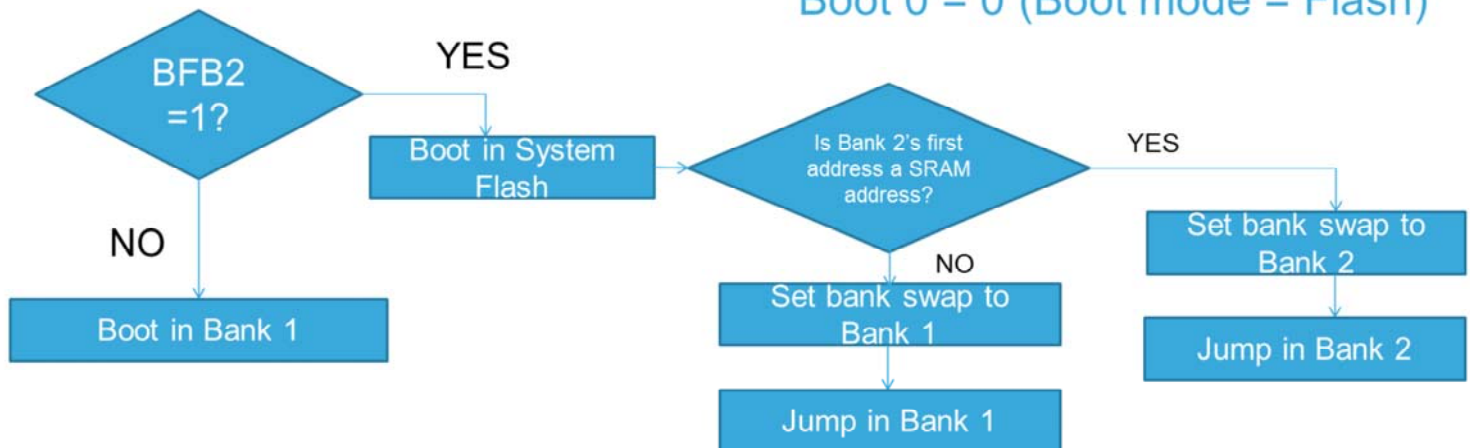 Boot 0 = 0 (Boot mode = Flash)
BFB2
=1?
YES
Boot in System
Flash
Is Bank 2's first
address a SRAM
address?
YES
NO
Boot in Bank 1
NO
Set bank swap to
Bank 1
Jump in Bank 1
Set bank swap to
Bank 2
Jump in Bank 2